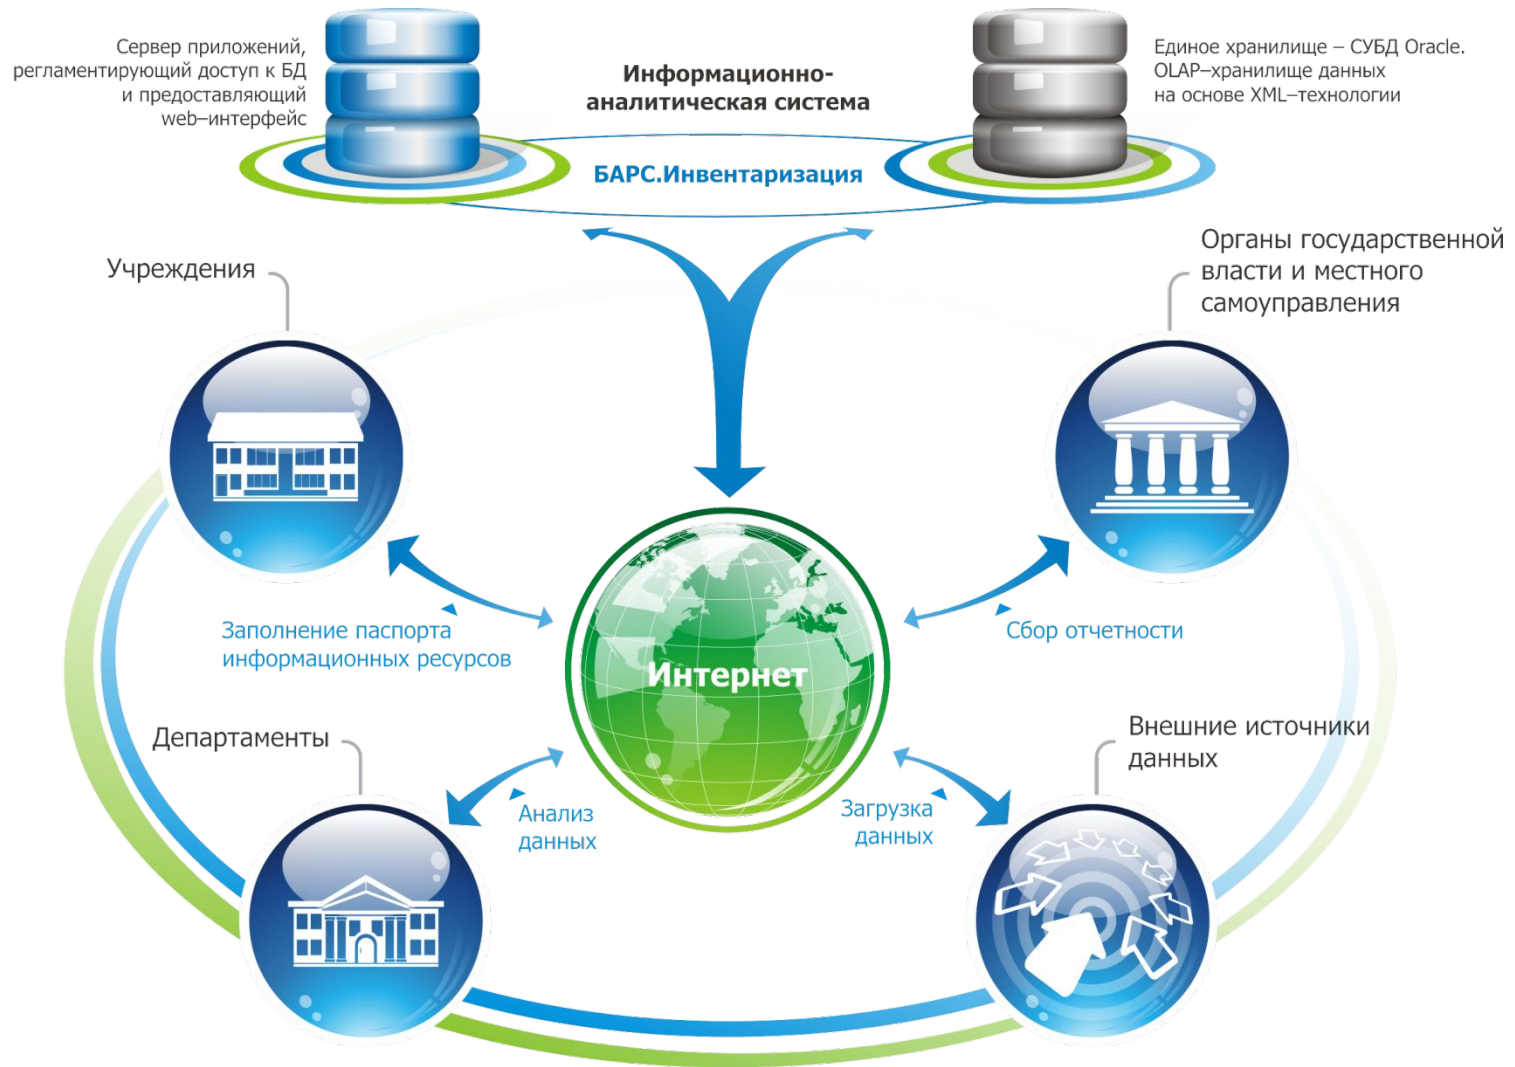 Сервер приложений,
регламентирующий доступ к БД
и предоставляющий
web–интерфейс
Информационно-
аналитическая система
БАРС.Инвентаризация
Единое хранилище – СУБД Oracle.
OLAP–хранилище данных
на основе XML–технологии
Учреждения
Органы государственной
власти и местного
самоуправления
Заполнение паспорта
информационных ресурсов
Сбор отчетности
Интернет
Департаменты
Внешние источники
данных
Анализ
данных
Загрузка
данных